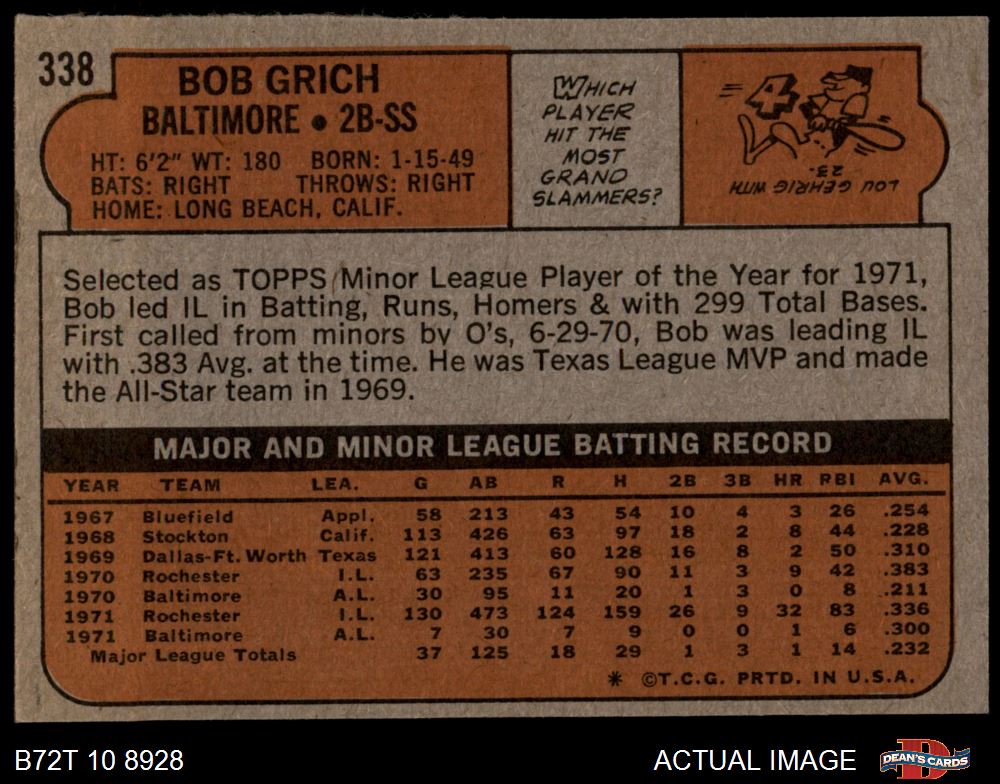 338
BOB GRICH
BALTIMORE • 2B-SS
HT: 6'2" WT: 180 BORN: 1-15-49
BATS: RIGHT THROWS: RIGHT
HOME: LONG BEACH, CALIF.
WHICH
PLAYER
HIT THE
MOST
GRAND
SLAMMERS?
4
LOU GEHRIG WITH
23.
Selected as TOPPS Minor League Player of the Year for 1971,
Bob led IL in Batting, Runs, Homers & with 299 Total Bases.
First called from minors by O's, 6-29-70, Bob was leading IL
with .383 Avg. at the time. He was Texas League MVP and made
the All-Star team in 1969.
MAJOR AND MINOR LEAGUE BATTING RECORD
YEAR TEAM LEA. G AB R H 2B 3B HR RBI AVG.
1967 Bluefield Appl. 58 213 43 54 10 4 3 26 .254
1968 Stockton Calif. 113 426 63 97 18 2 8 44 .228
1969 Dallas-Ft. Worth Texas 121 413 60 128 16 8 2 50 .310
1970 Rochester I.L. 63 235 67 90 11 3 9 42 .383
1970 Baltimore A.L. 30 95 11 20 1 3 0 8 .211
1971 Rochester I.L. 130 473 124 159 26 9 32 83 .336
1971 Baltimore A.L. 7 30 7 9 0 0 1 6 .300
Major League Totals 37 125 18 29 1 3 1 14 .232
* ©T.C.G. PRTD. IN U.S.A.
B72T 10 8928
ACTUAL IMAGE
D
DEAN'S CARDS